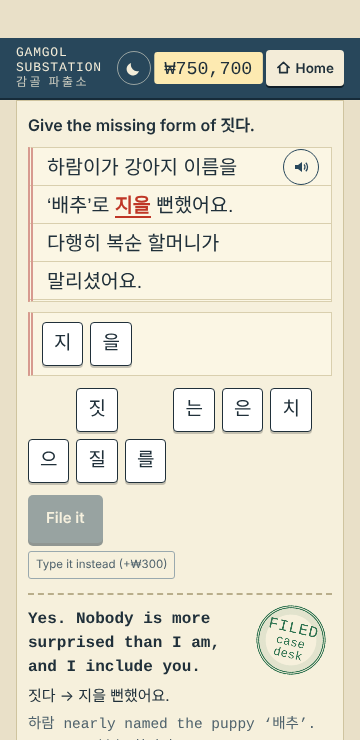 GAMGOL
SUBSTATION
감골 파출소
₩750,700
Home
Give the missing form of 짓다.
하람이가 강아지 이름을
‘배추’로 지을 뻔했어요.
다행히 복순 할머니가
말리셨어요.
지 을
짓 는 은 치
으 질 를
File it
Type it instead (+₩300)
Yes. Nobody is more
surprised than I am,
and I include you.
FILED
case
desk
짓다 → 지을 뻔했어요.
하람 nearly named the puppy ‘배추’.